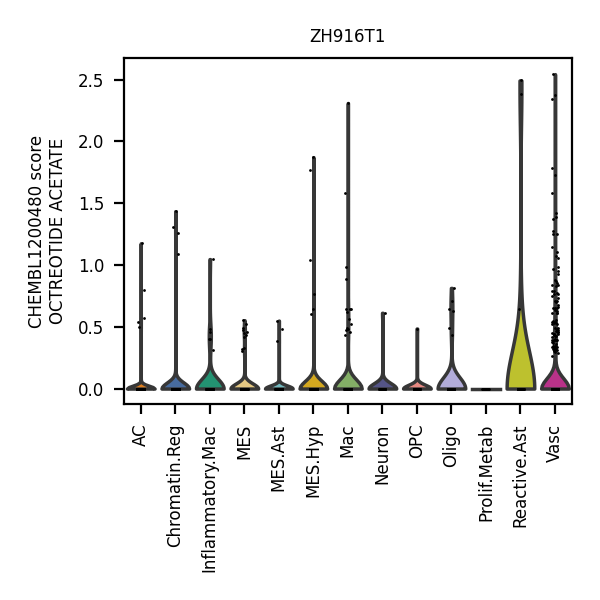 ZH916T1
CHEMBL1200480 score
OCTREOTIDE ACETATE
2.5
2.0
1.5
1.0
0.5
0.0
AC
Chromatin.Reg
Inflammatory.Mac
MES
MES.Ast
MES.Hyp
Mac
Neuron
OPC
Oligo
Prolif.Metab
Reactive.Ast
Vasc